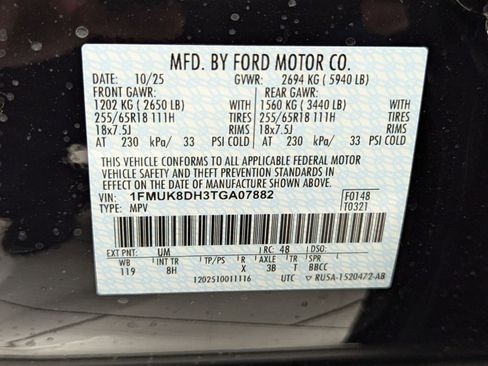 MFD. BY FORD MOTOR CO.
DATE: 10/25 GVWR: 2694 KG ( 5940 LB)
FRONT GAWR: REAR GAWR:
1202 KG ( 2650 LB) WITH 1560 KG ( 3440 LB) WITH
255/65R18 111H TIRES 255/65R18 111H TIRES
18x7.5J RIMS 18x7.5J RIMS
AT 230 kPa/ 33 PSI COLD AT 230 kPa/ 33 PSI COLD
THIS VEHICLE CONFORMS TO ALL APPLICABLE FEDERAL MOTOR
VEHICLE SAFETY AND THEFT PREVENTION STANDARDS IN
EFFECT ON THE DATE OF MANUFACTURE SHOWN ABOVE.
VIN: 1FMUK8DH3TGA07882 F0148
TYPE: MPV T0321
EXT PNT: UM RC: 48 DSO:
WB INT TR TP/PS R AXLE TR SPR
119 8H X 3B T BBCC
1202510011116 UTC RU5A-1520472-AB